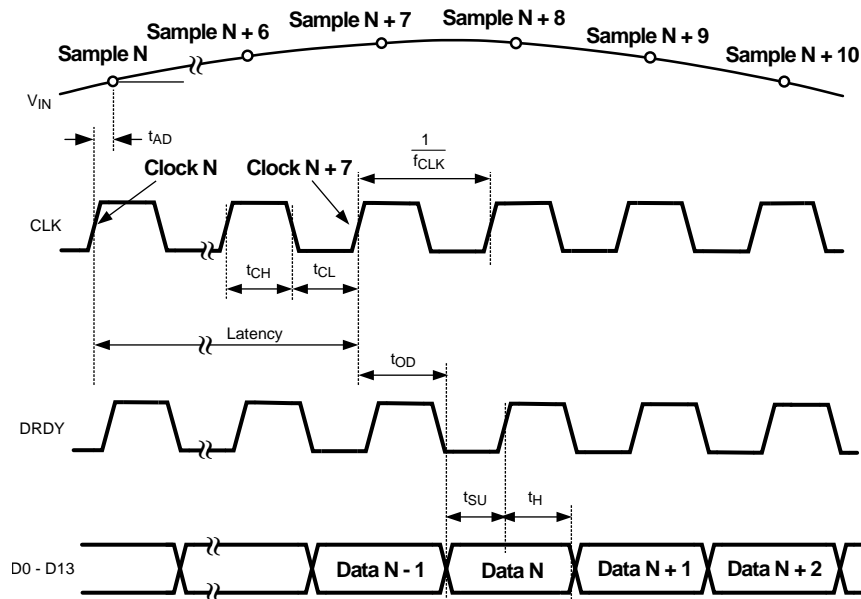 Sample N
Sample N + 6
Sample N + 7
Sample N + 8
Sample N + 9
Sample N + 10
VIN
tAD
Clock N
Clock N + 7
1
fCLK
CLK
tCH
tCL
Latency
tOD
DRDY
tSU
tH
D0 - D13
Data N - 1
Data N
Data N + 1
Data N + 2